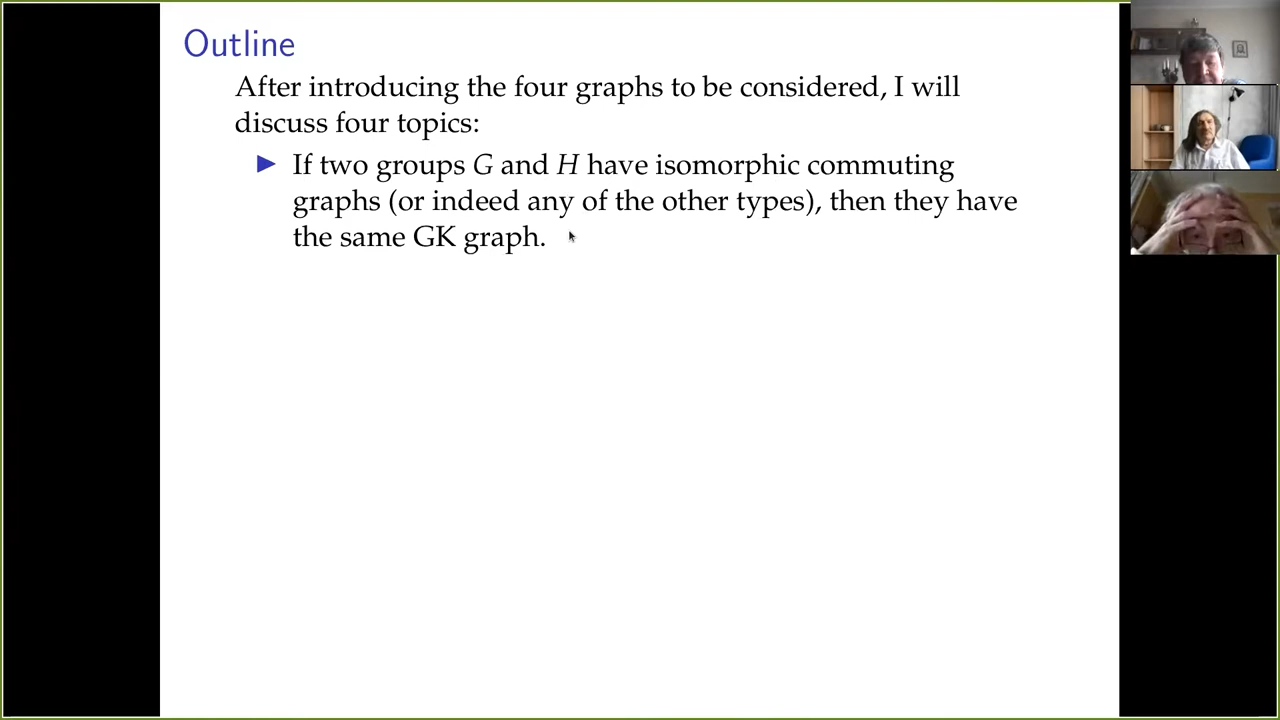 Outline
After introducing the four graphs to be considered, I will
discuss four topics:
▶ If two groups G and H have isomorphic commuting
graphs (or indeed any of the other types), then they have
the same GK graph.